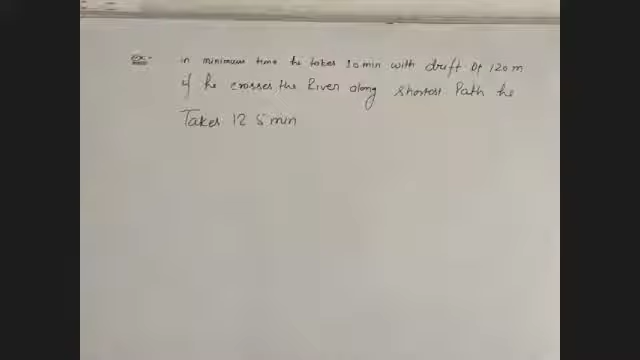 Ex:-
in minimum time he takes 10 min with drift of 120 m
if he crosses the River along shortest Path he
Takes 12 5 min